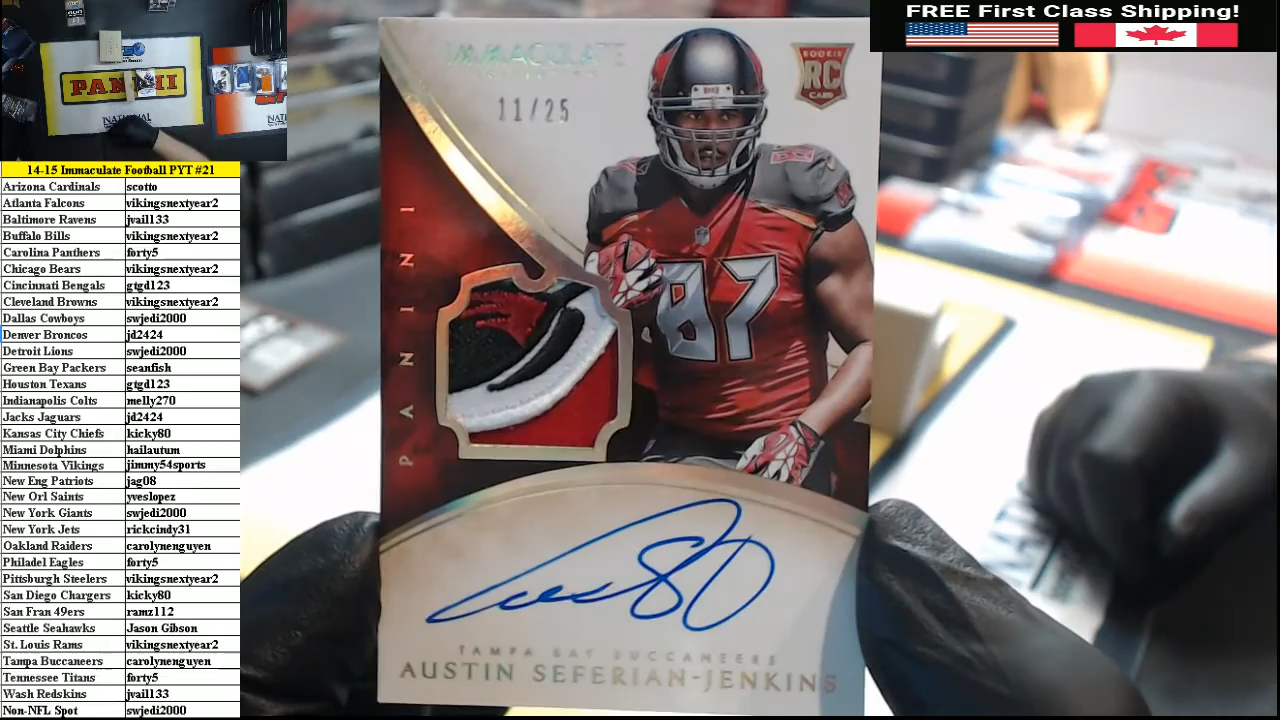 FREE First Class Shipping!
PANINI
NATIONAL
14-15 Immaculate Football PYT #21
Arizona Cardinals scotto
Atlanta Falcons vikingsnextyear2
Baltimore Ravens jvail133
Buffalo Bills vikingsnextyear2
Carolina Panthers forty5
Chicago Bears vikingsnextyear2
Cincinnati Bengals gtgd123
Cleveland Browns vikingsnextyear2
Dallas Cowboys swjedi2000
Denver Broncos jd2424
Detroit Lions swjedi2000
Green Bay Packers seanfish
Houston Texans gtgd123
Indianapolis Colts melly270
Jacks Jaguars jd2424
Kansas City Chiefs kicky80
Miami Dolphins hailautum
Minnesota Vikings jimmy54sports
New Eng Patriots jag08
New Orl Saints yveslopez
New York Giants swjedi2000
New York Jets rickcindy31
Oakland Raiders carolynenguyen
Philadel Eagles forty5
Pittsburgh Steelers vikingsnextyear2
San Diego Chargers kicky80
San Fran 49ers ramz112
Seattle Seahawks Jason Gibson
St. Louis Rams vikingsnextyear2
Tampa Buccaneers carolynenguyen
Tennessee Titans forty5
Wash Redskins jvail133
Non-NFL Spot swjedi2000
IMMACULATE
11/25
ROOKIE
RC
CARD
PANINI
87
TAMPA BAY BUCCANEERS
AUSTIN SEFERIAN-JENKINS